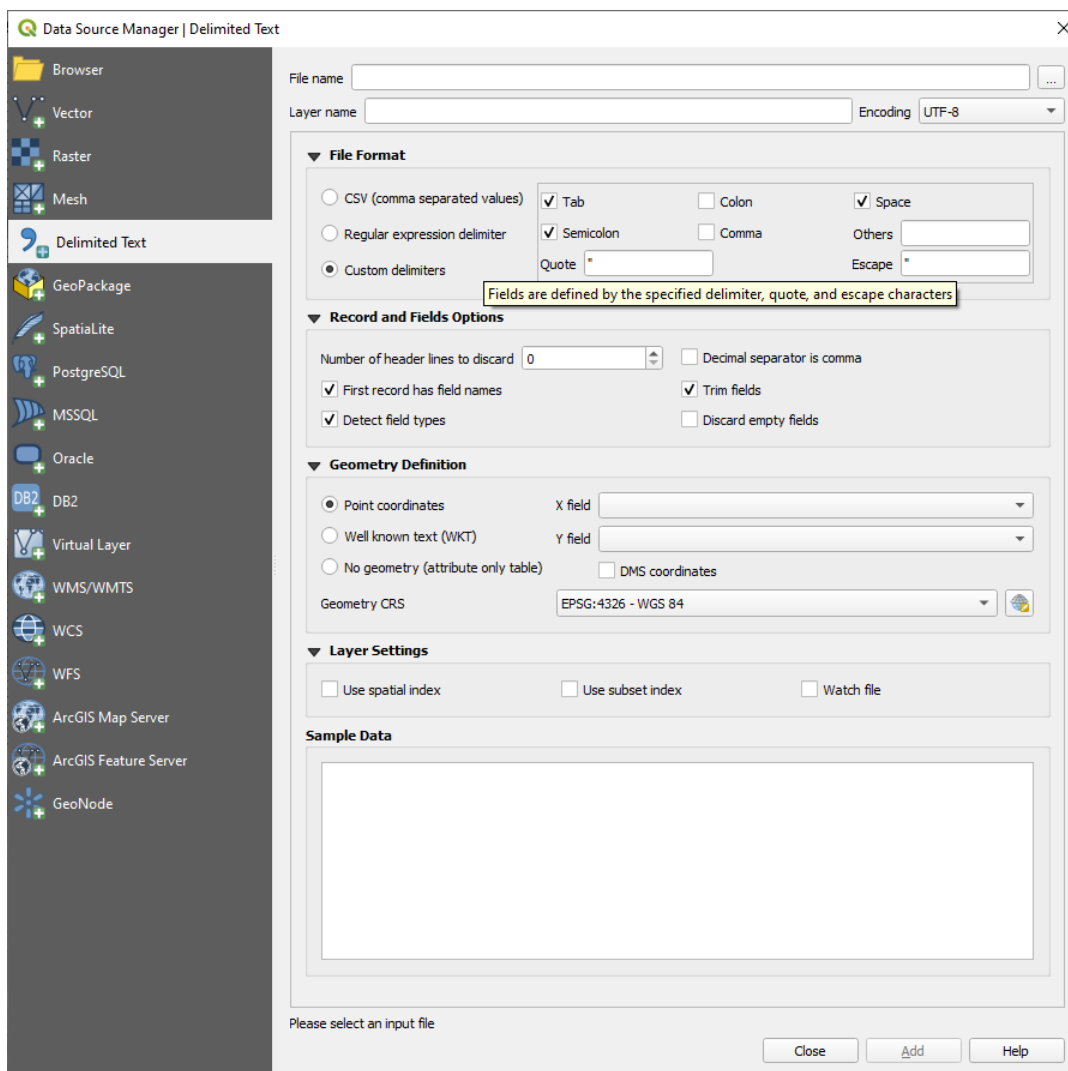 Data Source Manager | Delimited Text
Browser
Vector
Raster
Mesh
Delimited Text
GeoPackage
SpatiaLite
PostgreSQL
MSSQL
Oracle
DB2
DB2
Virtual Layer
WMS/WMTS
WCS
WFS
ArcGIS Map Server
ArcGIS Feature Server
GeoNode
File name
...
Layer name
Encoding UTF-8
File Format
CSV (comma separated values)
Regular expression delimiter
Custom delimiters
Tab Colon Space
Semicolon Comma Others
Quote " Escape "
Fields are defined by the specified delimiter, quote, and escape characters
Record and Fields Options
Number of header lines to discard 0 Decimal separator is comma
First record has field names Trim fields
Detect field types Discard empty fields
Geometry Definition
Point coordinates X field
Well known text (WKT) Y field
No geometry (attribute only table) DMS coordinates
Geometry CRS EPSG:4326 - WGS 84
Layer Settings
Use spatial index Use subset index Watch file
Sample Data
Please select an input file
Close Add Help